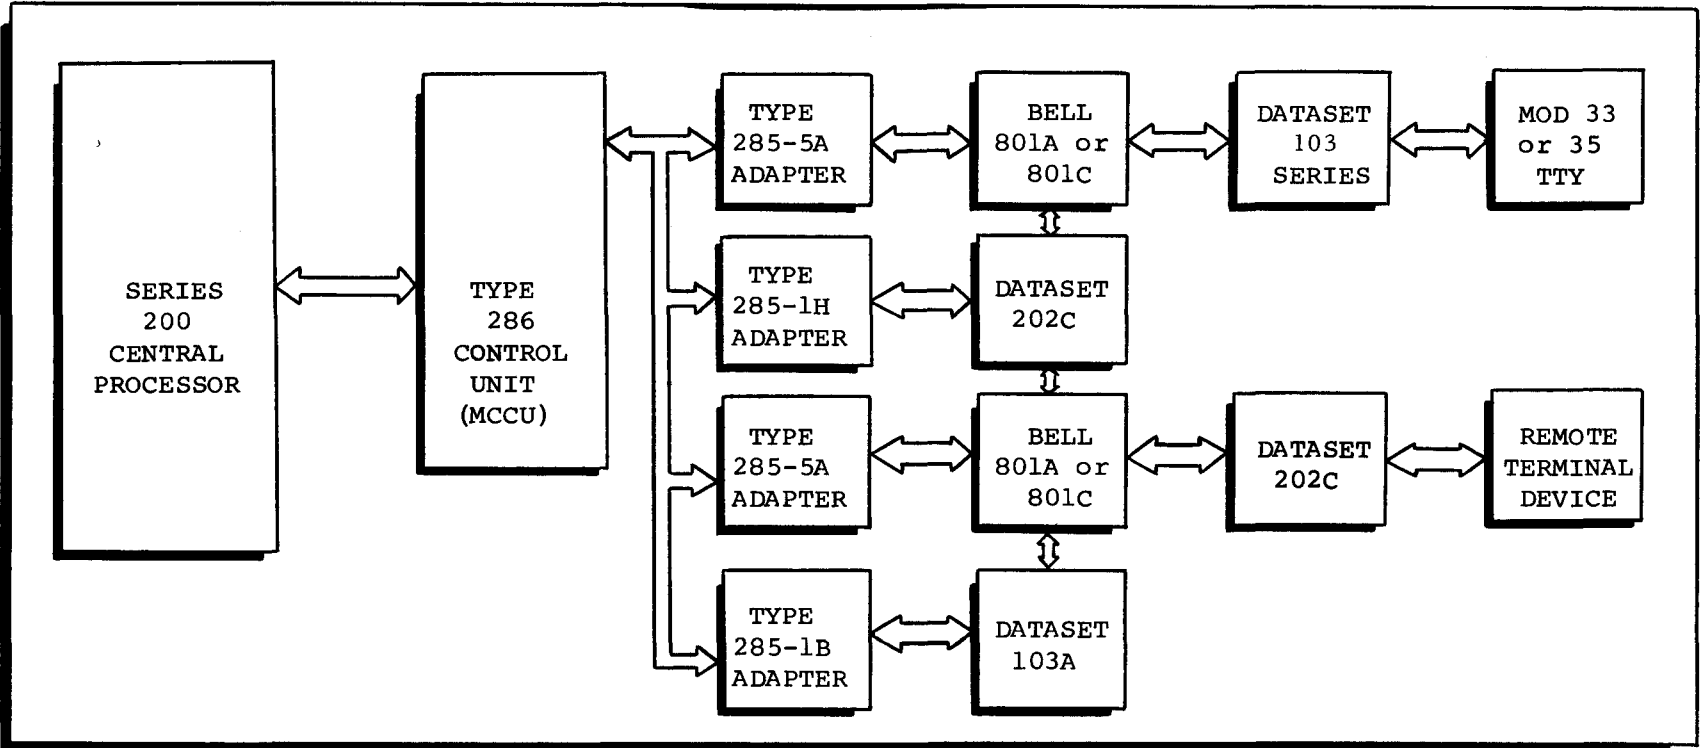 SERIES
200
CENTRAL
PROCESSOR
TYPE
286
CONTROL
UNIT
(MCCU)
TYPE
285-5A
ADAPTER
BELL
801A or
801C
DATASET
103
SERIES
MOD 33
or 35
TTY
TYPE
285-1H
ADAPTER
DATASET
202C
TYPE
285-5A
ADAPTER
BELL
801A or
801C
DATASET
202C
REMOTE
TERMINAL
DEVICE
TYPE
285-1B
ADAPTER
DATASET
103A